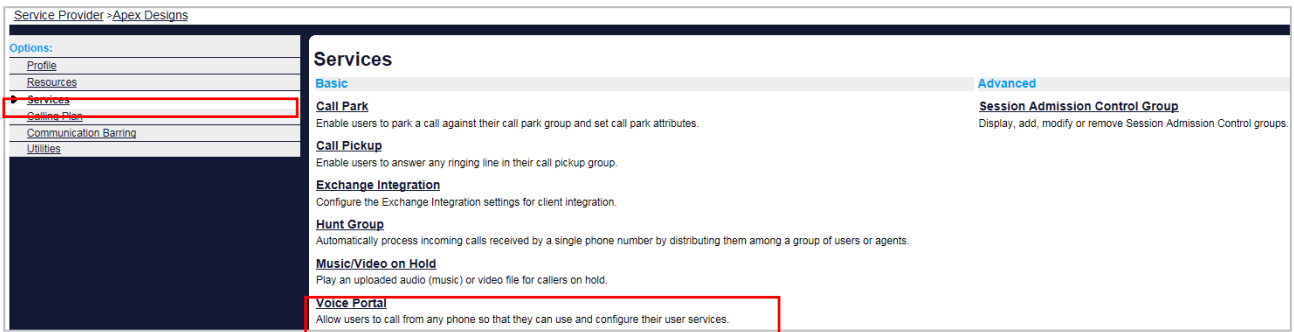 Service Provider >Apex Designs
Options:
Profile
Resources
Services
Calling Plan
Communication Barring
Utilities
Services
Basic
Call Park
Enable users to park a call against their call park group and set call park attributes.
Call Pickup
Enable users to answer any ringing line in their call pickup group.
Exchange Integration
Configure the Exchange Integration settings for client integration.
Hunt Group
Automatically process incoming calls received by a single phone number by distributing them among a group of users or agents.
Music/Video on Hold
Play an uploaded audio (music) or video file for callers on hold.
Voice Portal
Allow users to call from any phone so that they can use and configure their user services.
Advanced
Session Admission Control Group
Display, add, modify or remove Session Admission Control groups.